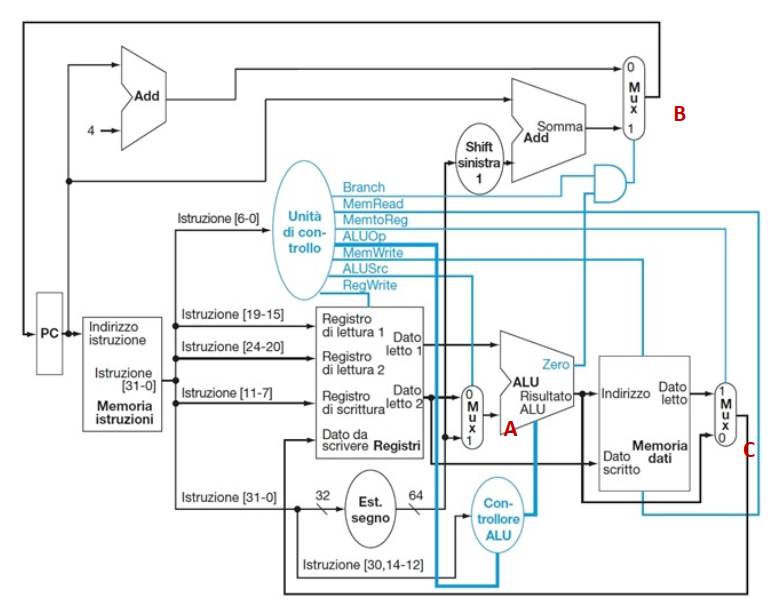 0
Mux
1
B
Add
4
Add
Somma
Shift
sinistra
1
Branch
MemRead
MemtoReg
ALUOp
MemWrite
ALUSrc
RegWrite
Unità
di con-
trollo
Istruzione [6-0]
PC
Indirizzo
istruzione
Istruzione
[31-0]
Memoria
istruzioni
Istruzione [19-15]
Istruzione [24-20]
Istruzione [11-7]
Registro
di lettura 1
Registro
di lettura 2
Registro
di scrittura
Dato da
scrivere
Registri
Dato
letto 1
Dato
letto 2
0
Mux
1
Zero
ALU
Risultato
ALU
A
Indirizzo
Dato
letto
Memoria
dati
Dato
scritto
1
Mux
0
C
Istruzione [31-0]
32
Est.
segno
64
Con-
trollore
ALU
Istruzione [30,14-12]